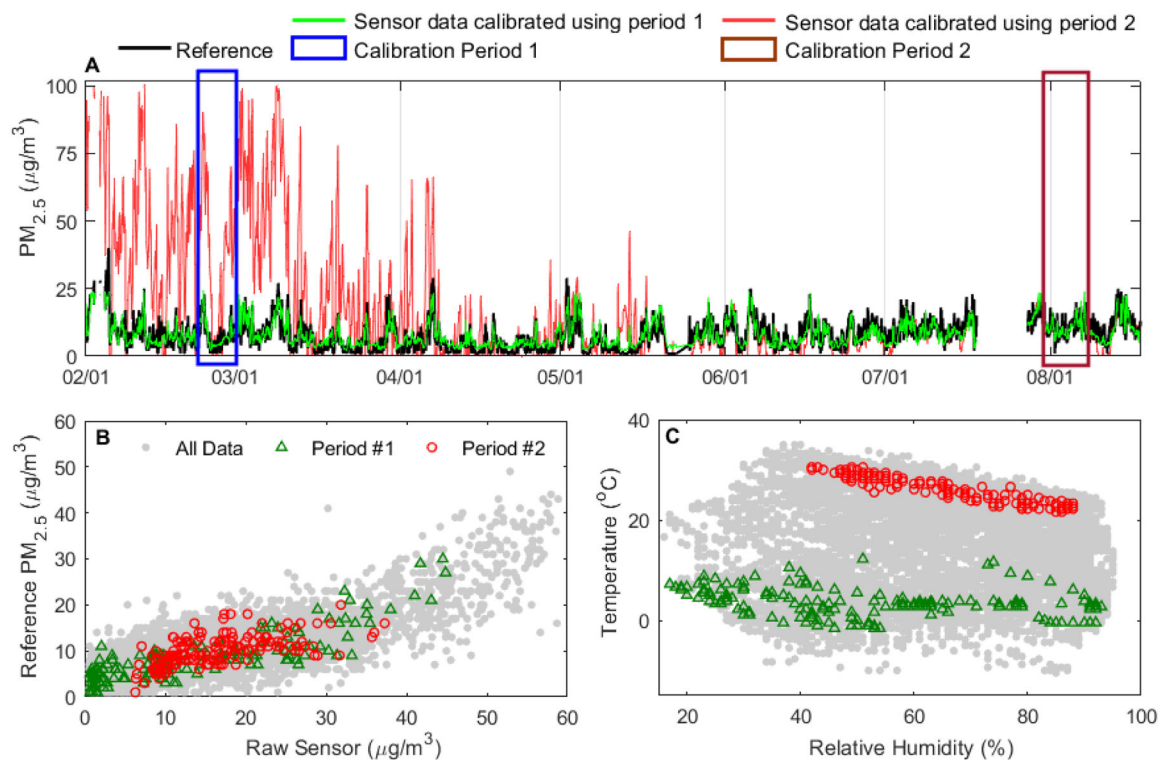 Sensor data calibrated using period 1
Sensor data calibrated using period 2
Reference
Calibration Period 1
Calibration Period 2
A
100
75
50
25
0
PM2.5 (μg/m3)
02/01 03/01 04/01 05/01 06/01 07/01 08/01
B
All Data
Period #1
Period #2
60
50
40
30
20
10
0
Reference PM2.5 (μg/m3)
0 10 20 30 40 50 60
Raw Sensor (μg/m3)
C
40
20
0
Temperature (oC)
20 40 60 80 100
Relative Humidity (%)